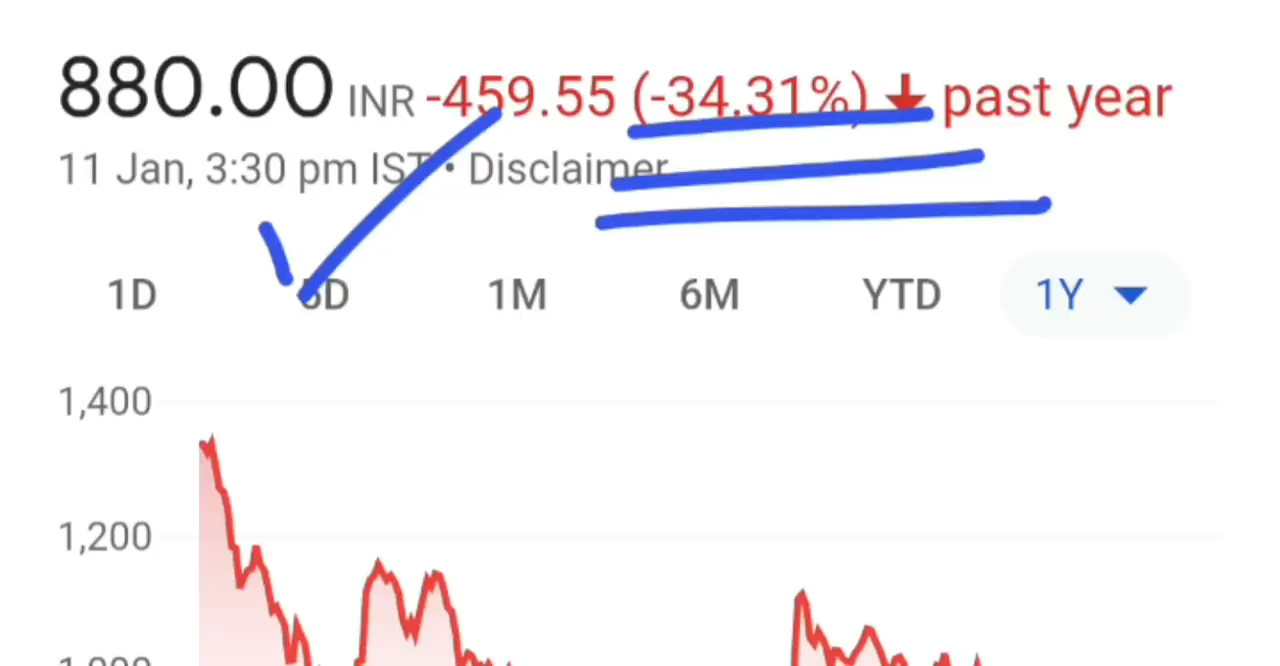 880.00 INR -459.55 (-34.31%) ↓ past year
11 Jan, 3:30 pm IST • Disclaimer
1D 5D 1M 6M YTD 1Y
1,400
1,200